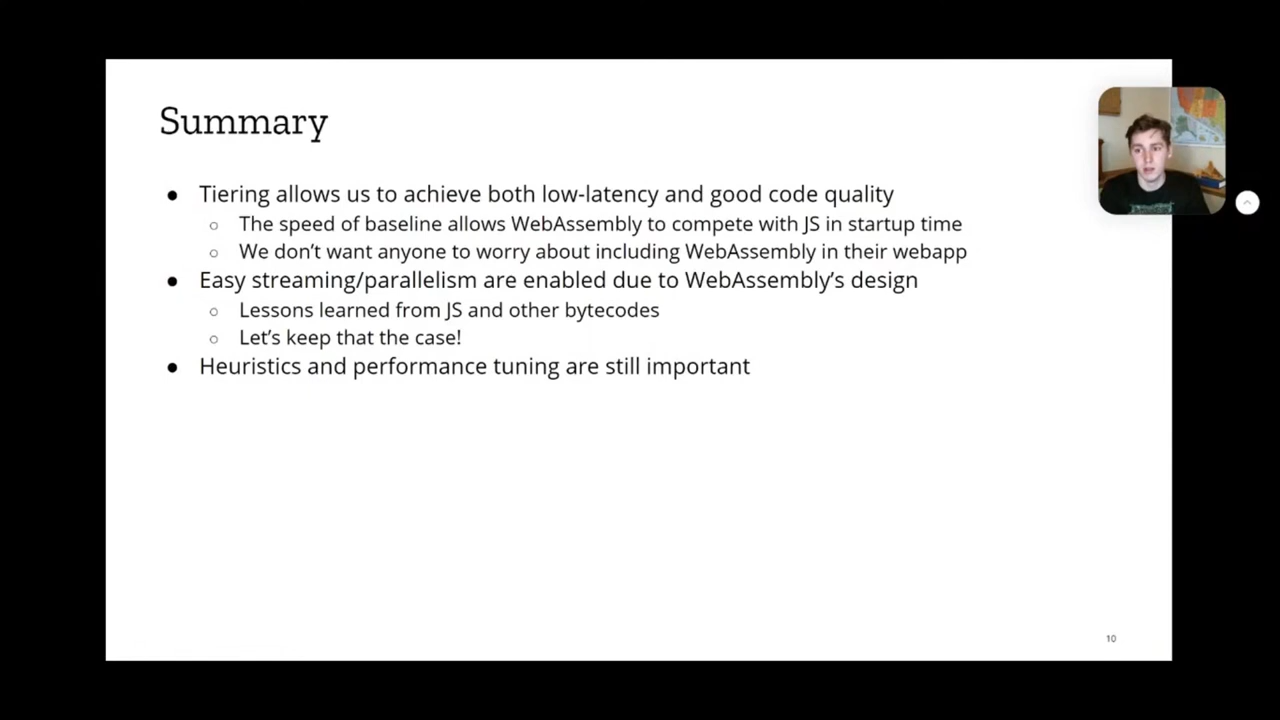 Summary
● Tiering allows us to achieve both low-latency and good code quality
○ The speed of baseline allows WebAssembly to compete with JS in startup time
○ We don’t want anyone to worry about including WebAssembly in their webapp
● Easy streaming/parallelism are enabled due to WebAssembly’s design
○ Lessons learned from JS and other bytecodes
○ Let’s keep that the case!
● Heuristics and performance tuning are still important
10